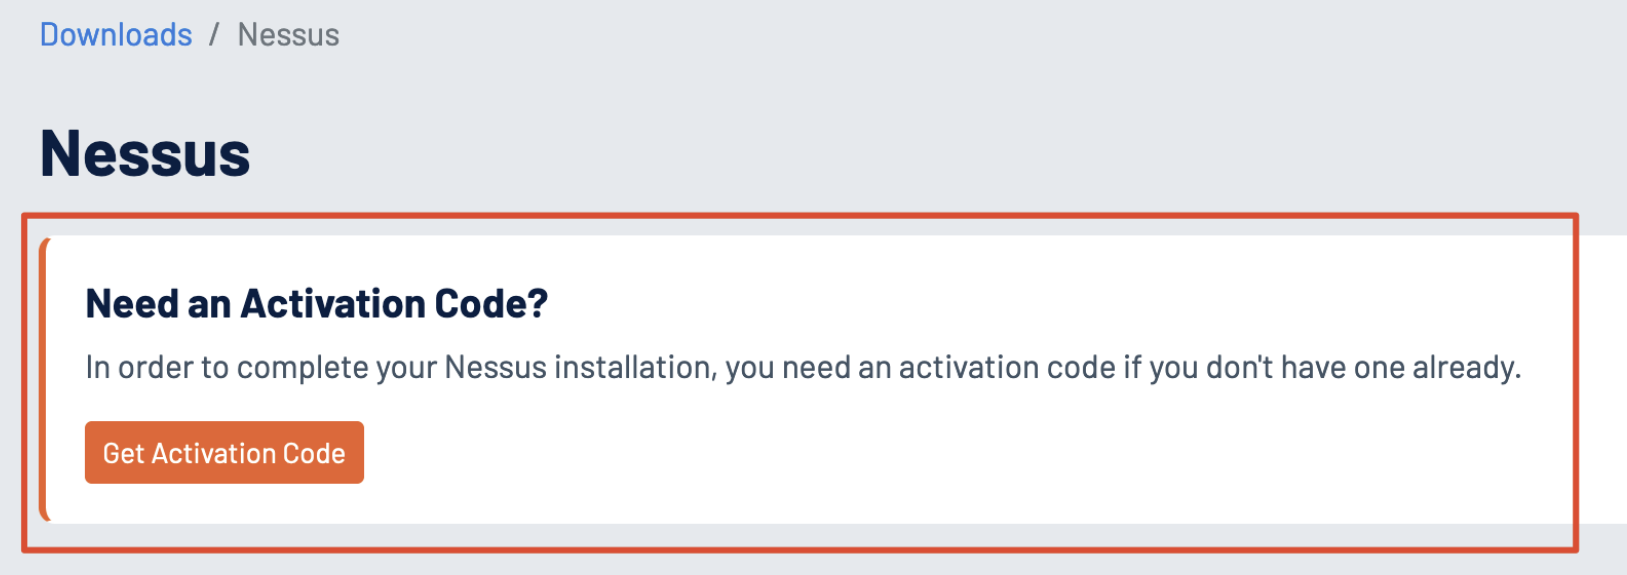 Downloads / Nessus
Nessus
Need an Activation Code?
In order to complete your Nessus installation, you need an activation code if you don't have one already.
Get Activation Code